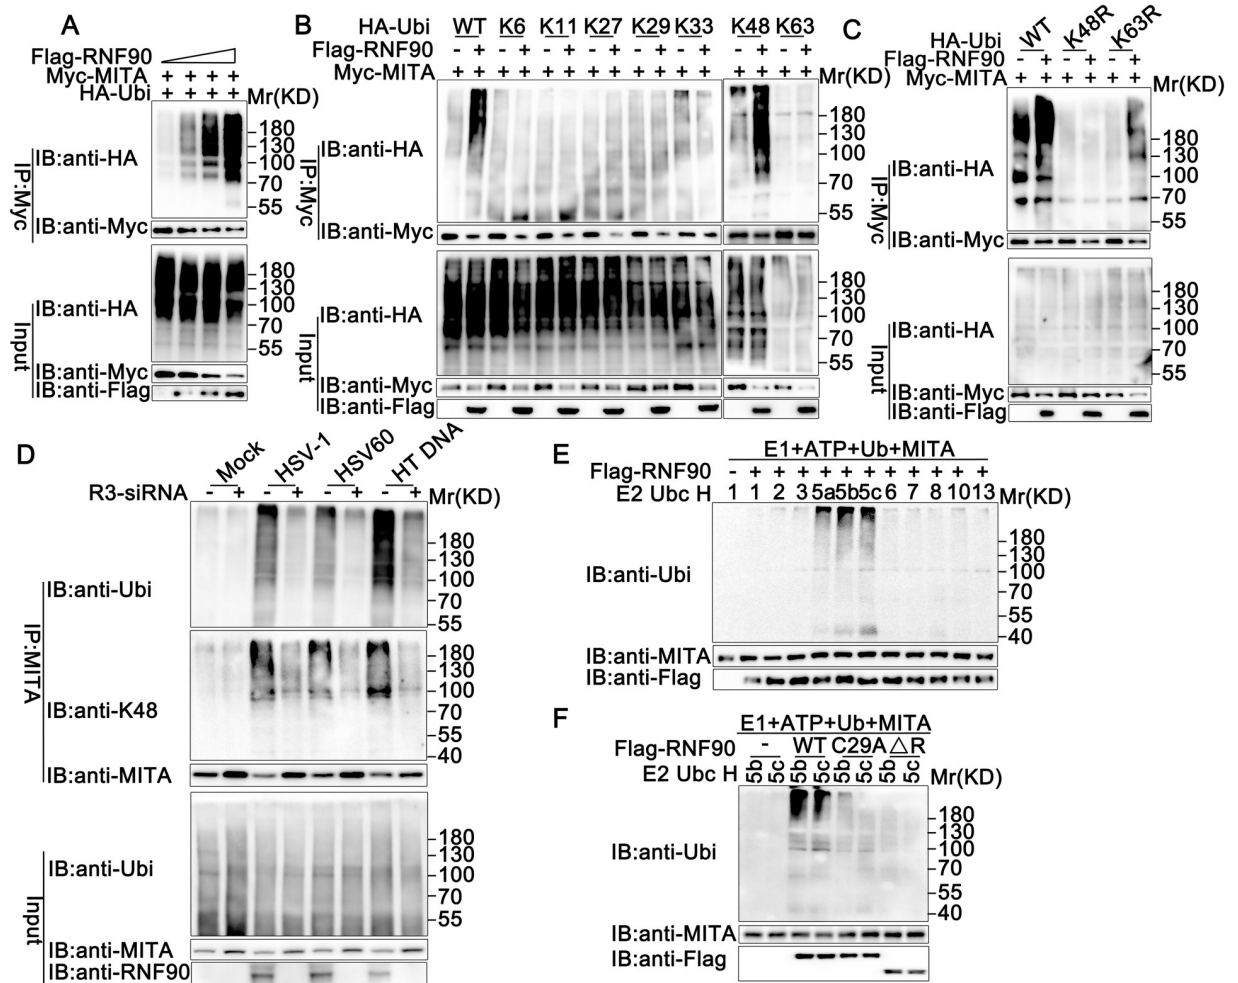 A
Flag-RNF90
Myc-MITA + + + +
HA-Ubi + + + +
Mr(KD)
IP:Myc
IB:anti-HA
180
130
100
70
55
IB:anti-Myc
Input
IB:anti-HA
180
130
100
70
55
IB:anti-Myc
IB:anti-Flag
B
HA-Ubi WT K6 K11 K27 K29 K33 K48 K63
Flag-RNF90 - + - + - + - + - + - + - + - +
Myc-MITA + + + + + + + + + + + + + + + +
Mr(KD)
IP:Myc
IB:anti-HA
180
130
100
70
55
IB:anti-Myc
Input
IB:anti-HA
180
130
100
70
55
IB:anti-Myc
IB:anti-Flag
C
HA-Ubi WT K48R K63R
Flag-RNF90 - + - + - +
Myc-MITA + + + + + +
Mr(KD)
IP:Myc
IB:anti-HA
180
130
100
70
55
IB:anti-Myc
Input
IB:anti-HA
180
130
100
70
55
IB:anti-Myc
IB:anti-Flag
D
Mock HSV-1 HSV60 HT DNA
R3-siRNA - + - + - + - +
Mr(KD)
IP:MITA
IB:anti-Ubi
180
130
100
70
55
IB:anti-K48
180
130
100
70
55
40
IB:anti-MITA
Input
IB:anti-Ubi
180
130
100
70
55
IB:anti-MITA
IB:anti-RNF90
E
E1+ATP+Ub+MITA
Flag-RNF90 - + + + + + + + + + + +
E2 Ubc H 1 1 2 3 5a 5b 5c 6 7 8 10 13
Mr(KD)
IB:anti-Ubi
180
130
100
70
55
40
IB:anti-MITA
IB:anti-Flag
F
E1+ATP+Ub+MITA
Flag-RNF90 - WT C29A △R
E2 Ubc H 5b 5c 5b 5c 5b 5c 5b 5c
Mr(KD)
IB:anti-Ubi
180
130
100
70
55
40
IB:anti-MITA
IB:anti-Flag